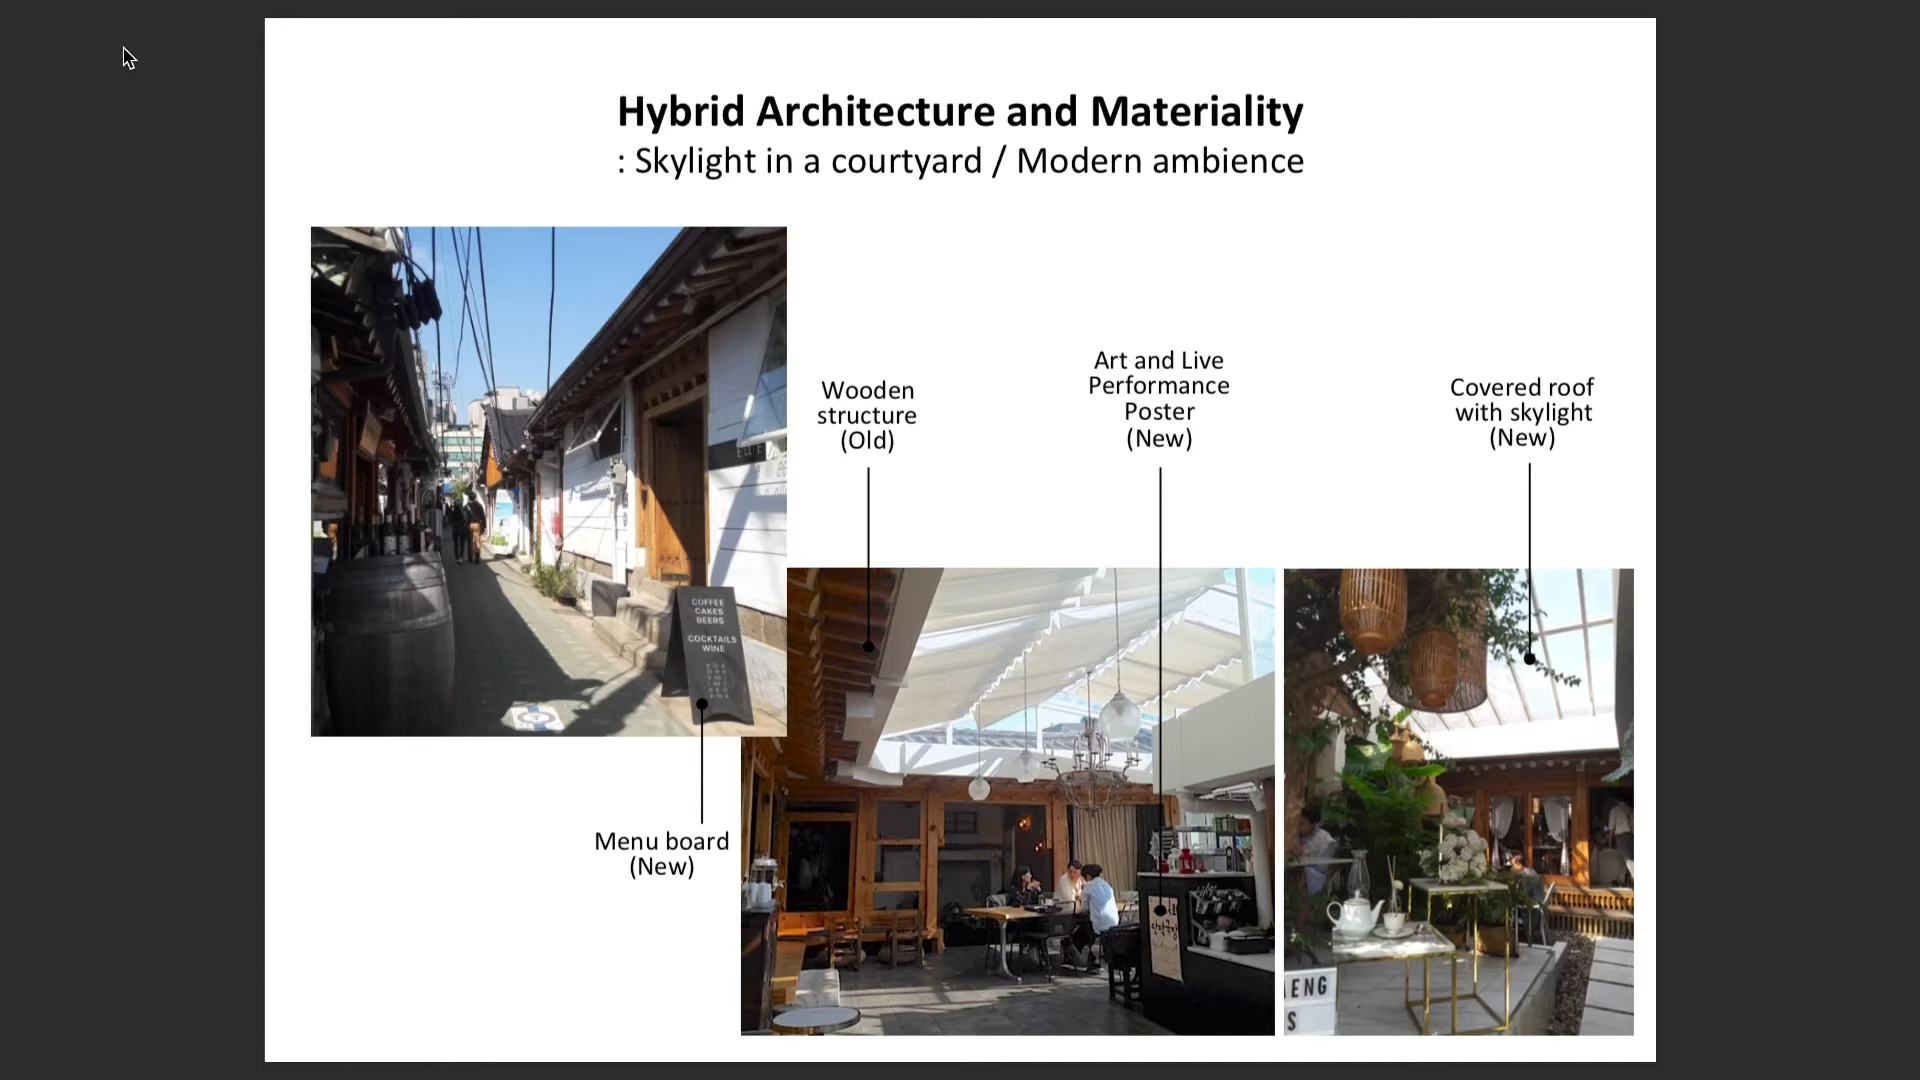 Hybrid Architecture and Materiality
: Skylight in a courtyard / Modern ambience
Wooden
structure
(Old)
Art and Live
Performance
Poster
(New)
Covered roof
with skylight
(New)
COFFEE
CAKES
BEERS
COCKTAILS
WINE
Menu board
(New)
ENG
S